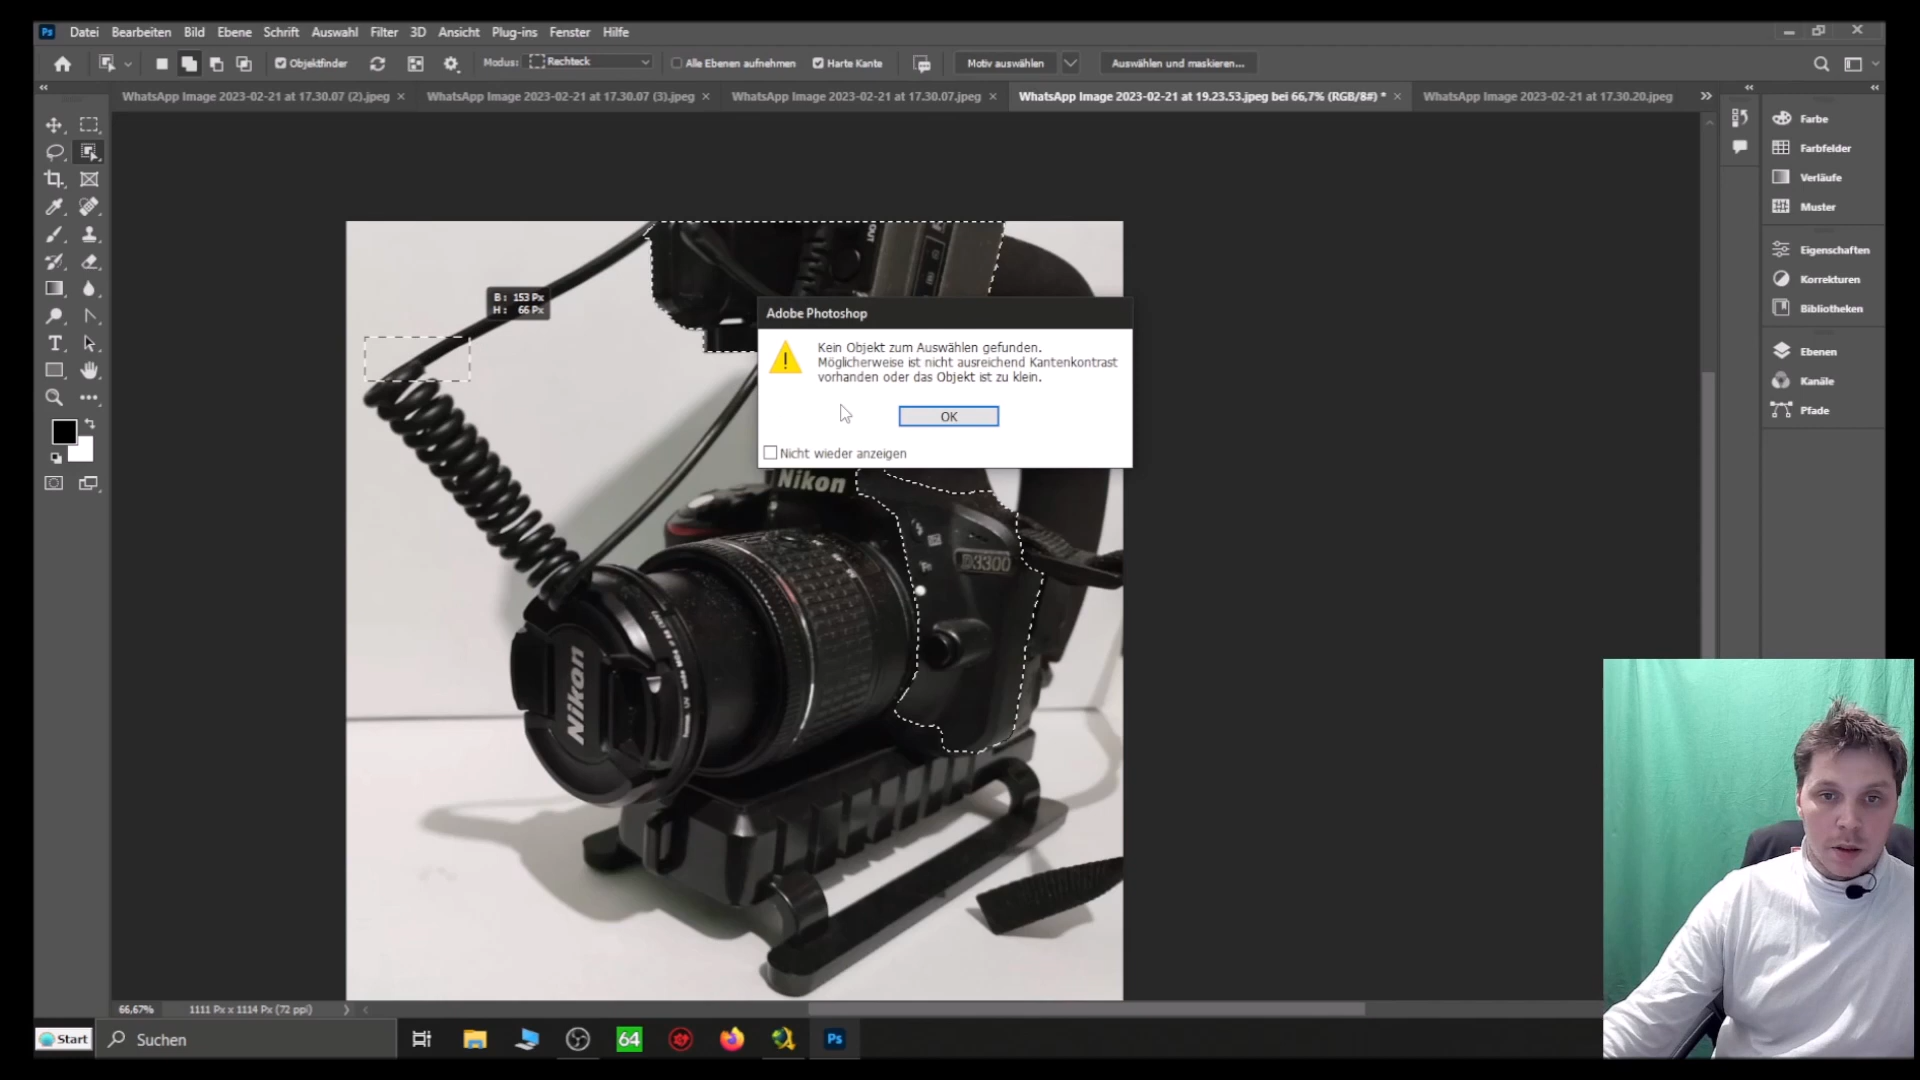 Ps Datei Bearbeiten Bild Ebene Schrift Auswahl Filter 3D Ansicht Plug-ins Fenster Hilfe
Objektfinder Modus: Rechteck Alle Ebenen aufnehmen Harte Kante Motiv auswählen Auswählen und maskieren...
WhatsApp Image 2023-02-21 at 17.30.07 (2).jpeg × WhatsApp Image 2023-02-21 at 17.30.07 (3).jpeg × WhatsApp Image 2023-02-21 at 17.30.07.jpeg × WhatsApp Image 2023-02-21 at 19.23.53.jpeg bei 66,7% (RGB/8#) * × WhatsApp Image 2023-02-21 at 17.30.20.jpeg
Farbe
Farbfelder
Verläufe
Muster
Eigenschaften
Korrekturen
Bibliotheken
Ebenen
Kanäle
Pfade
OUT
B: 153 Px
H: 66 Px
Adobe Photoshop
Kein Objekt zum Auswählen gefunden.
Möglicherweise ist nicht ausreichend Kantenkontrast
vorhanden oder das Objekt ist zu klein.
OK
Nicht wieder anzeigen
Nikon
D3300
Nikon
66,67% 1111 Px x 1114 Px (72 ppi)
Start Suchen 64 Ps